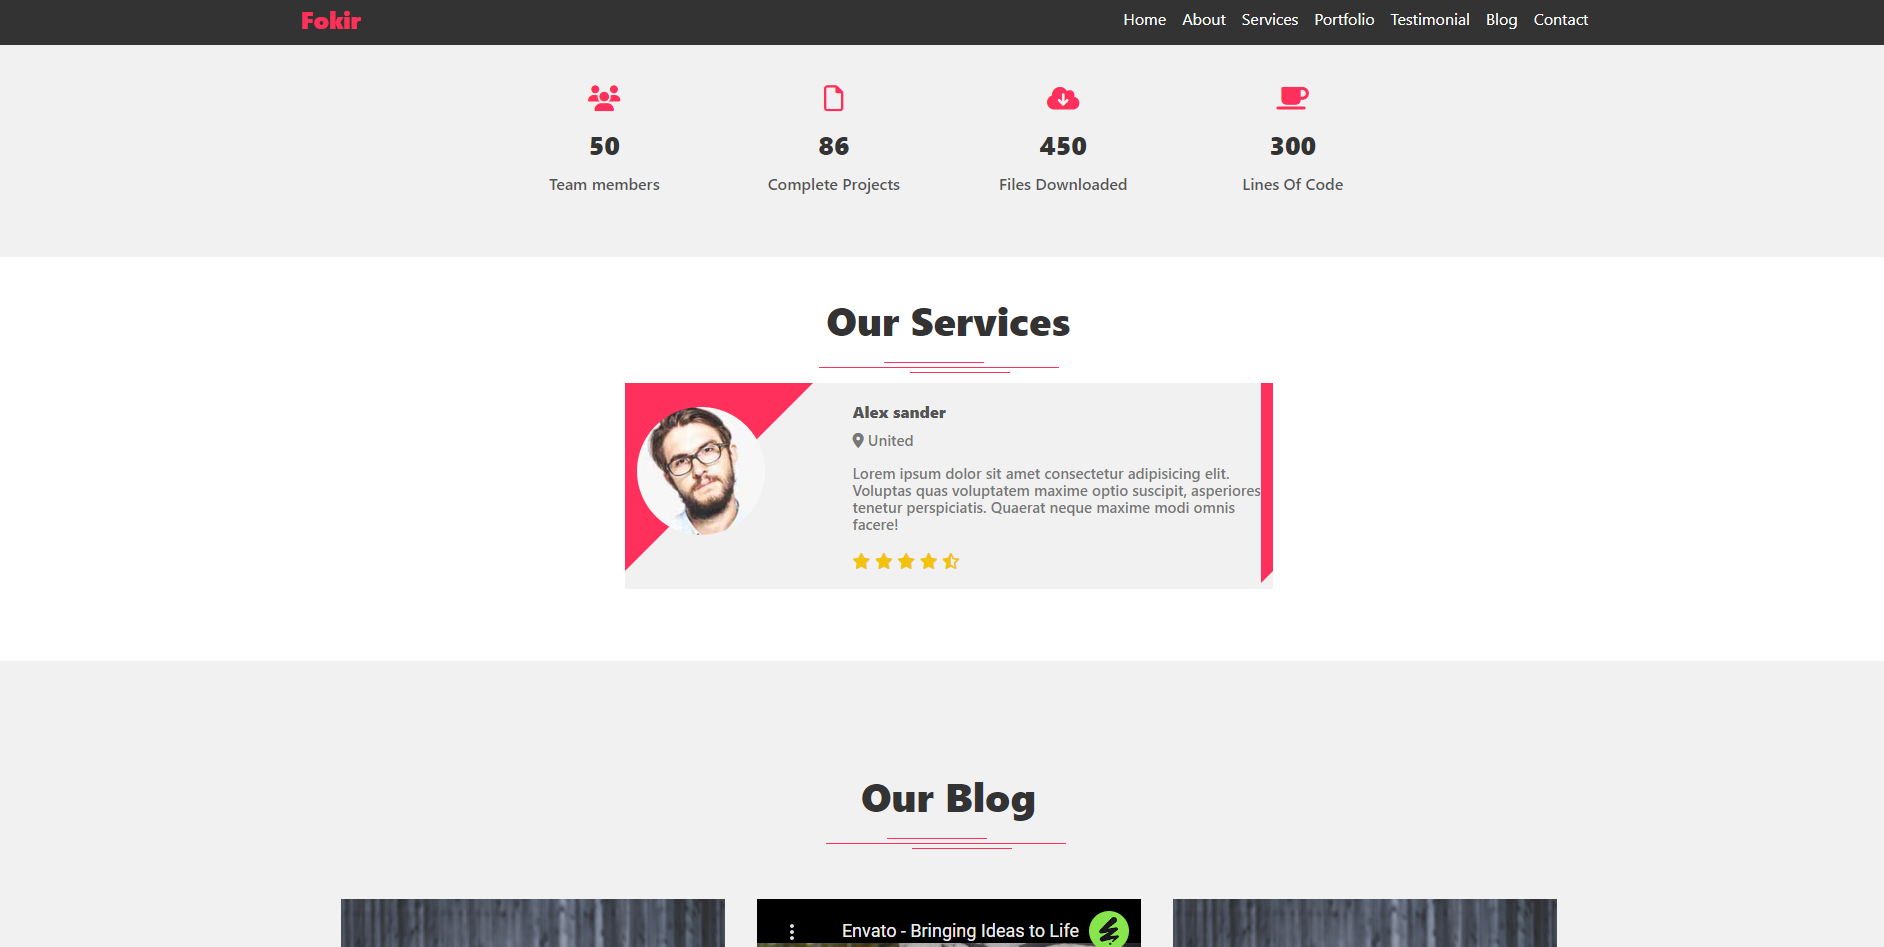 Fokir
Home About Services Portfolio Testimonial Blog Contact
50 86 450 300
Team members Complete Projects Files Downloaded Lines Of Code
Our Services
Alex sander
United
Lorem ipsum dolor sit amet consectetur adipisicing elit.
Voluptas quas voluptatem maxime optio suscipit, asperiores
tenetur perspiciatis. Quaerat neque maxime modi omnis
facere!
Our Blog
Envato - Bringing Ideas to Life